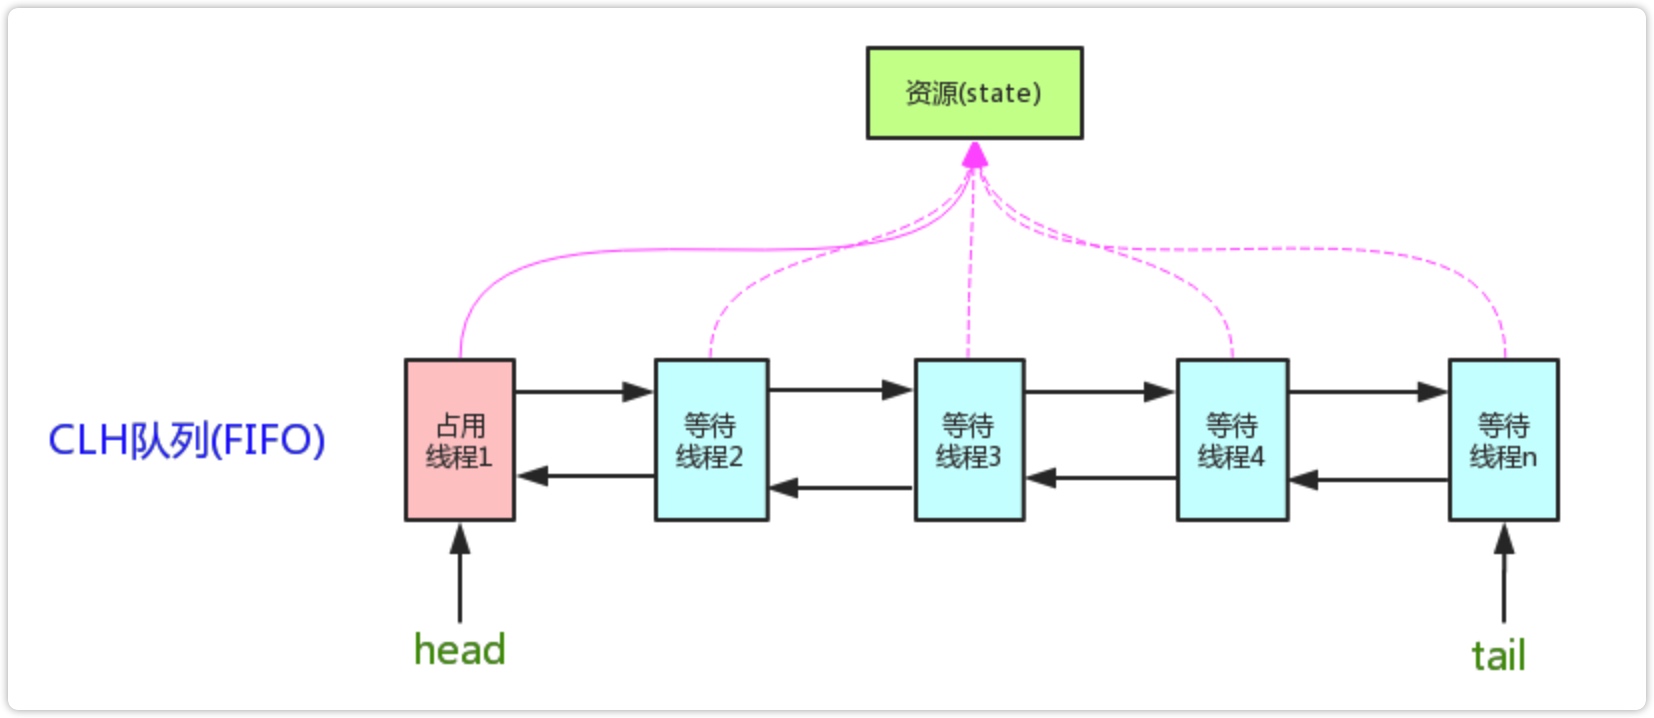 资源(state)
CLH队列(FIFO)
占用
线程1
等待
线程2
等待
线程3
等待
线程4
等待
线程n
head
tail